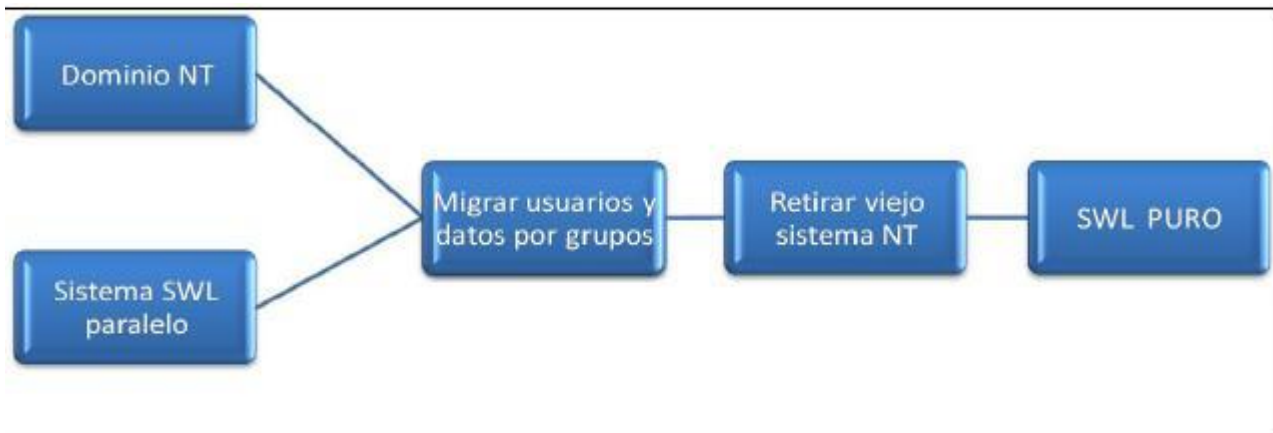 Dominio NT
Sistema SWL
paralelo
Migrar usuarios y
datos por grupos
Retirar viejo
sistema NT
SWL PURO